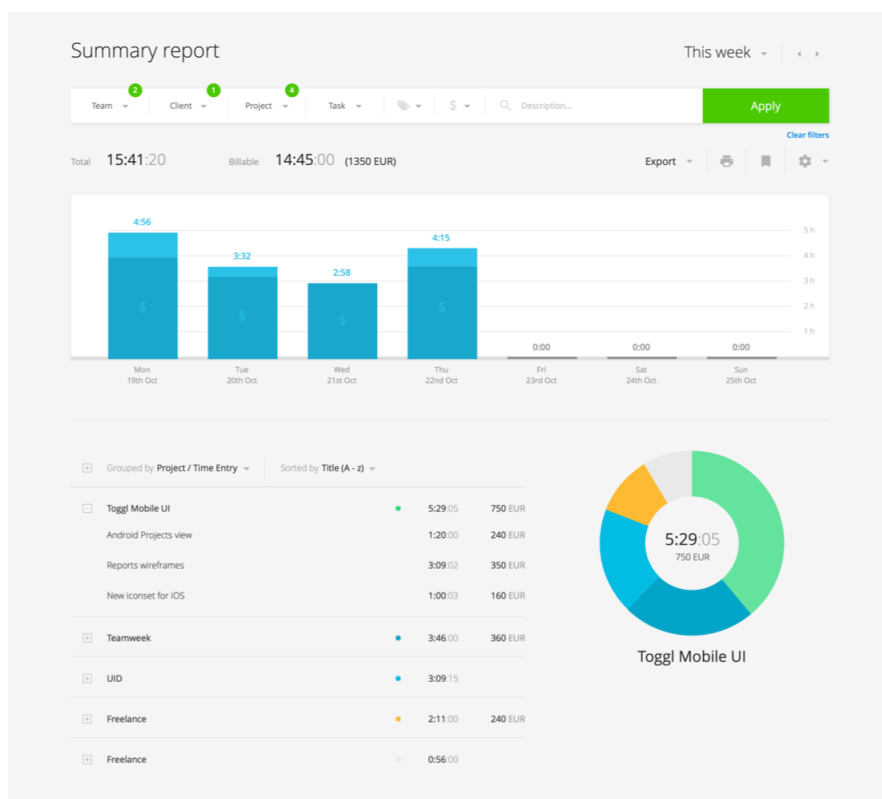 Summary report
This week
2
1
4
Team
Client
Project
Task
$
Description...
Apply
Clear filters
Total 15:41:20
Billable 14:45:00 (1350 EUR)
Export
4:56
3:32
2:58
4:15
0:00
0:00
0:00
$
$
$
$
5 h
4 h
3 h
2 h
1 h
Mon
19th Oct
Tue
20th Oct
Wed
21st Oct
Thu
22nd Oct
Fri
23rd Oct
Sat
24th Oct
Sun
25th Oct
Grouped by Project / Time Entry
Sorted by Title (A - z)
Toggl Mobile UI 5:29:05 750 EUR
Android Projects view 1:20:00 240 EUR
Reports wireframes 3:09:02 350 EUR
New iconset for iOS 1:00:03 160 EUR
Teamweek 3:46:00 360 EUR
UID 3:09:15
Freelance 2:11:00 240 EUR
Freelance 0:56:00
5:29:05
750 EUR
Toggl Mobile UI